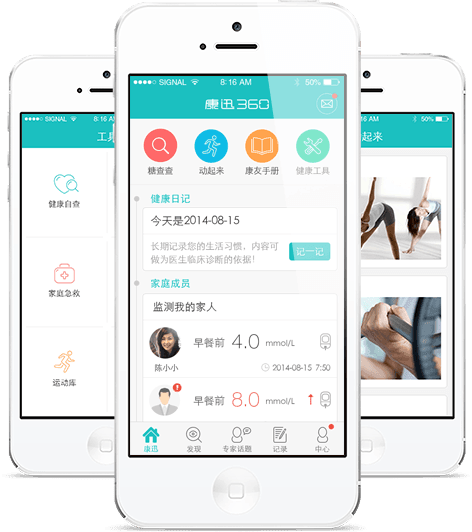 SIGNAL 8:16 AM 50%
康迅360
糖查查 动起来 康友手册 健康工具
健康日记
今天是2014-08-15
长期记录您的生活习惯，内容可
做为医生临床诊断的依据！
记一记
家庭成员
监测我的家人
早餐前 4.0 mmol/L
陈小小 2014-08-15 7:50
早餐前 8.0 mmol/L
康迅 发现 专家话题 记录 中心
SIGNAL 8:16 A
工具
健康自查
家庭急救
运动库
AM 50%
起来